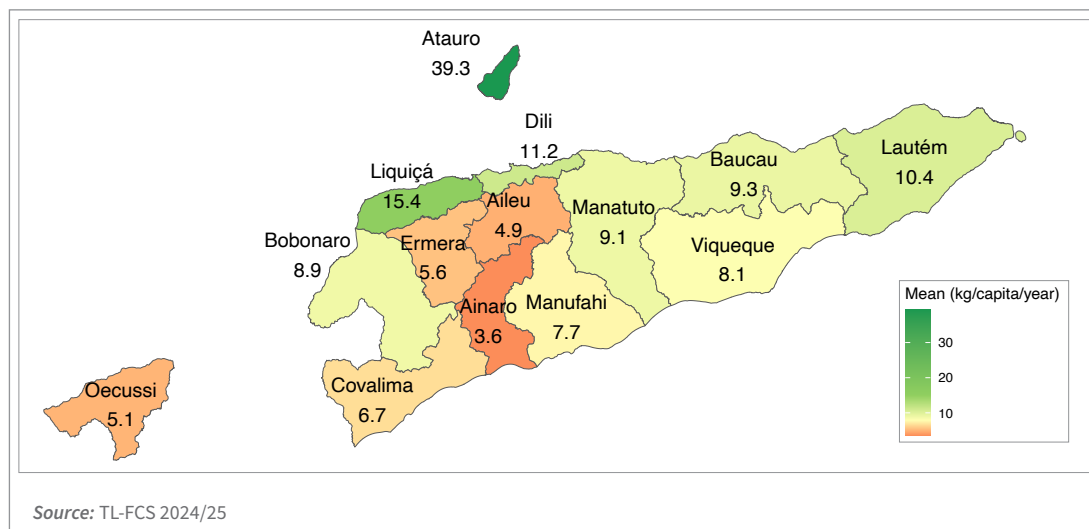 Atauro
39.3
Dili
11.2
Liquiçá
15.4
Baucau
9.3
Lautém
10.4
Aileu
4.9
Manatuto
9.1
Bobonaro
8.9
Ermera
5.6
Viqueque
8.1
Ainaro
3.6
Manufahi
7.7
Covalima
6.7
Oecussi
5.1
Mean (kg/capita/year)
30
20
10
Source: TL-FCS 2024/25